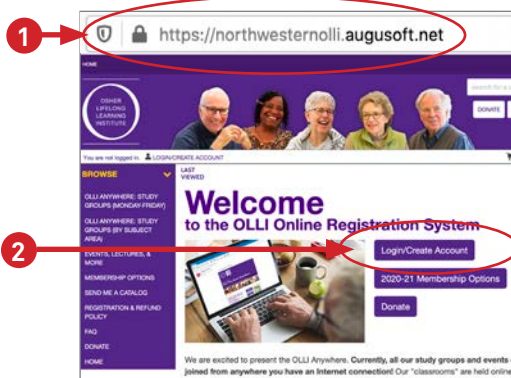 1
https://northwesternolli.augusoft.net
HOME
OSHER
LIFELONG
LEARNING
INSTITUTE
search for a
DONATE
You are not logged in. LOGIN/CREATE ACCOUNT
BROWSE
LAST
VIEWED
OLLI ANYWHERE: STUDY
GROUPS (MONDAY-FRIDAY)
OLLI ANYWHERE: STUDY
GROUPS (BY SUBJECT
AREA)
EVENTS, LECTURES, &
MORE
MEMBERSHIP OPTIONS
SEND ME A CATALOG
REGISTRATION & REFUND
POLICY
FAQ
DONATE
HOME
Welcome
to the OLLI Online Registration System
2
Login/Create Account
2020-21 Membership Options
Donate
We are excited to present the OLLI Anywhere. Currently, all our study groups and events
joined from anywhere you have an Internet connection! Our "classrooms" are held online